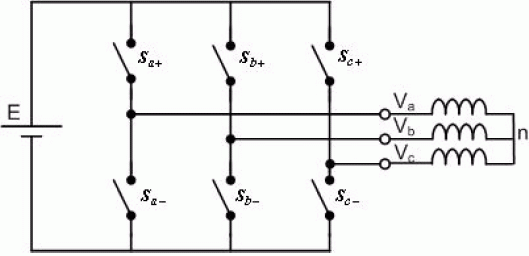 Sa+ Sb+ Sc+
E
Va
Vb
n
Vc
Sa− Sb− Sc−